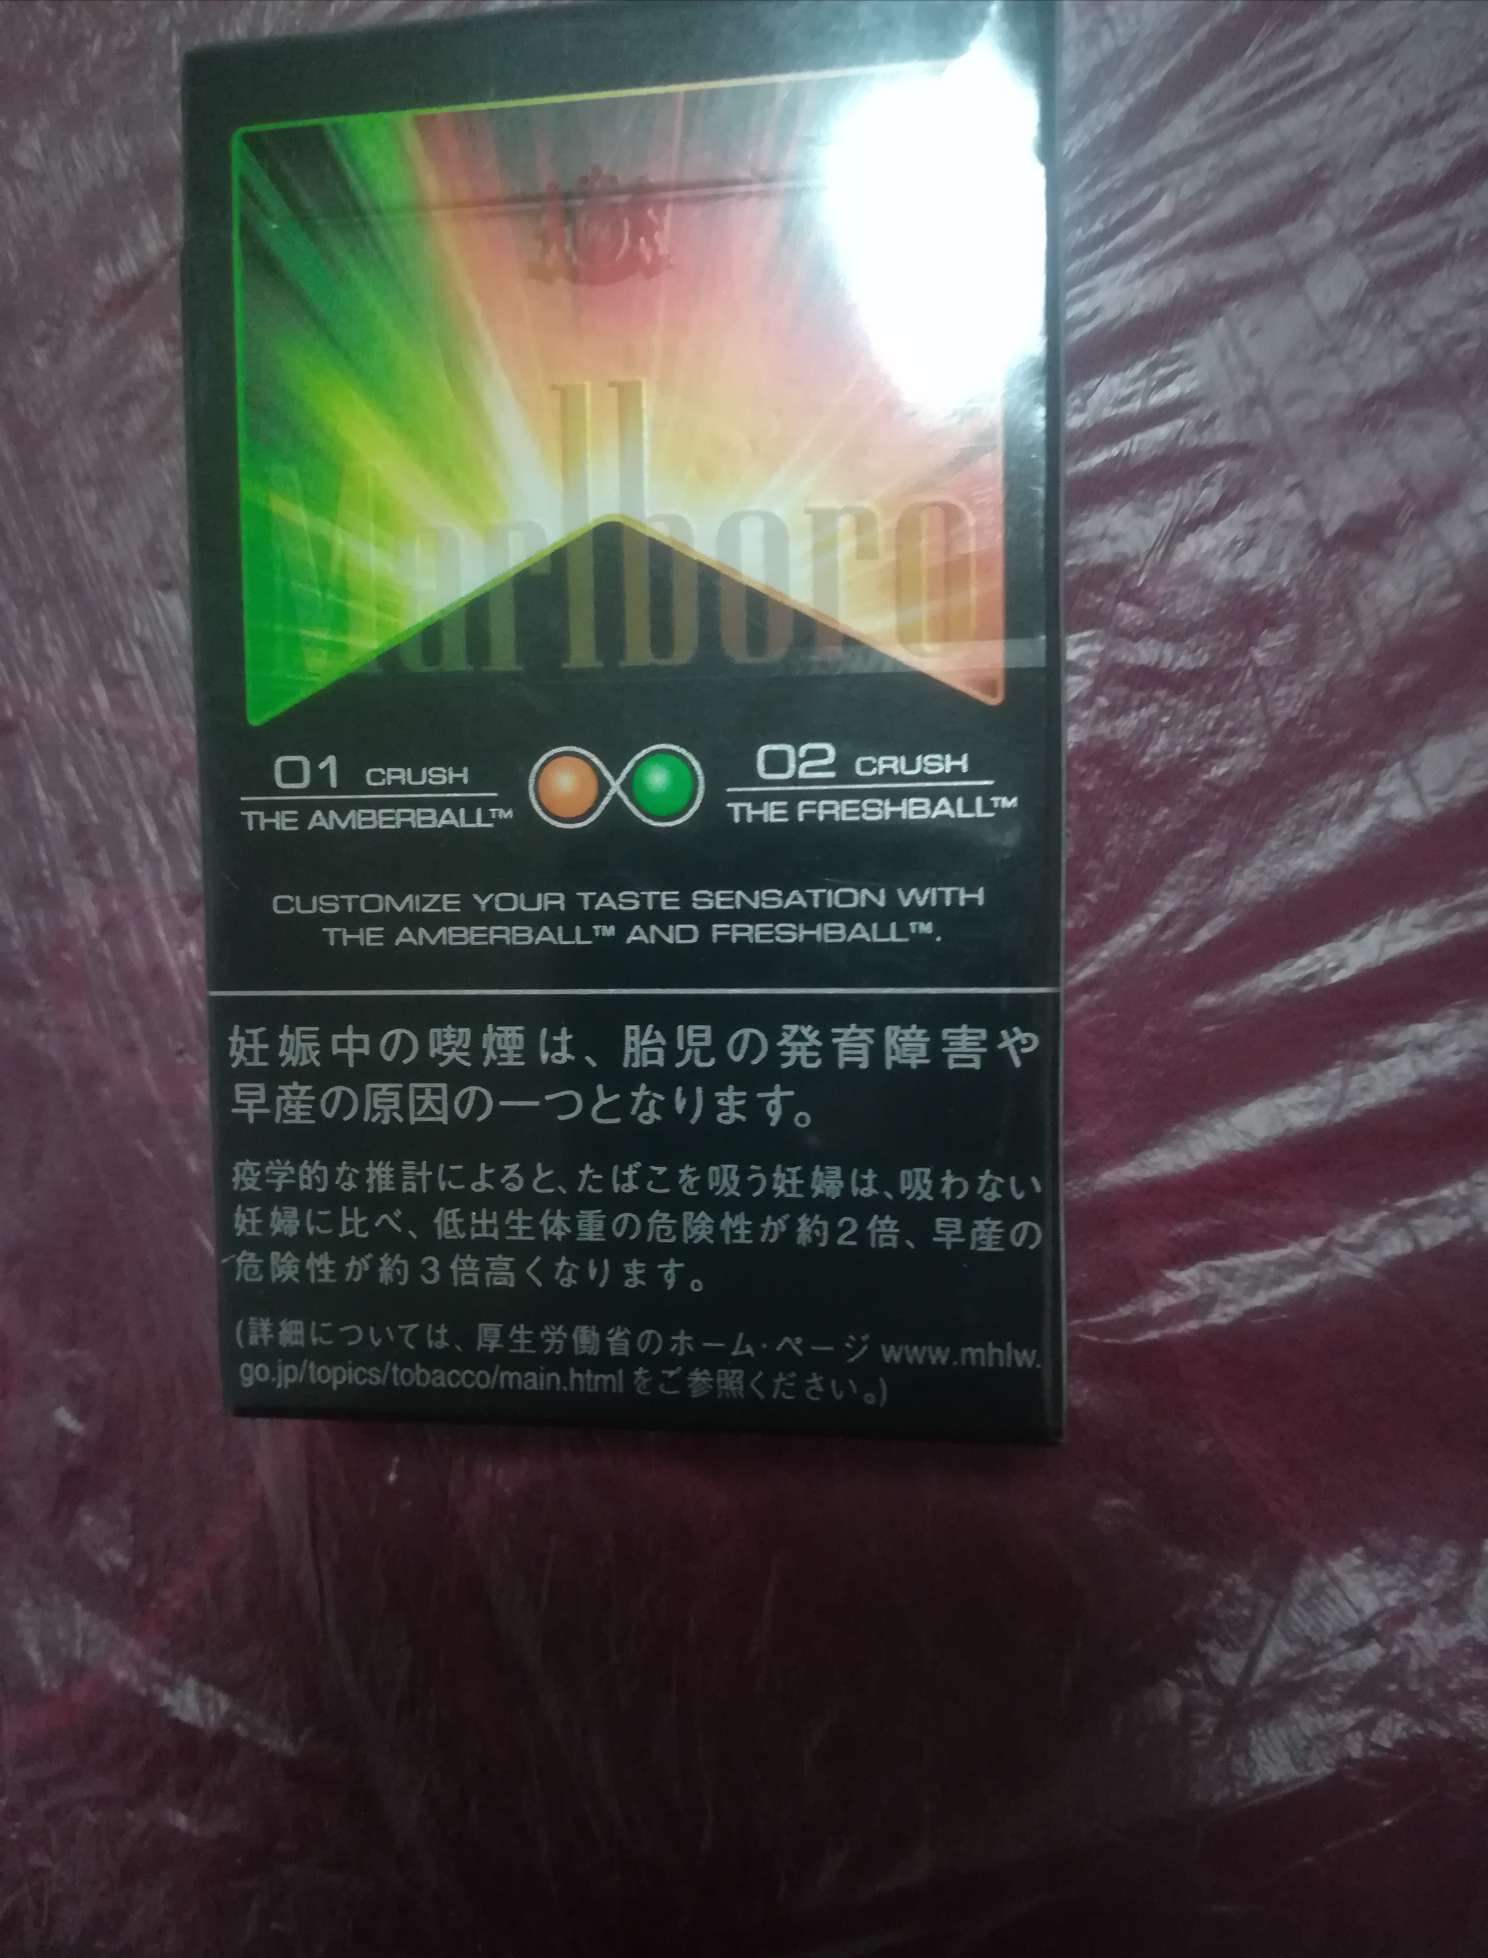 Marlboro
01 CRUSH
THE AMBERBALL™
02 CRUSH
THE FRESHBALL™
CUSTOMIZE YOUR TASTE SENSATION WITH
THE AMBERBALL™ AND FRESHBALL™.
妊娠中の喫煙は、胎児の発育障害や
早産の原因の一つとなります。
疫学的な推計によると、たばこを吸う妊婦は、吸わない
妊婦に比べ、低出生体重の危険性が約2倍、早産の
危険性が約3倍高くなります。
(詳細については、厚生労働省のホーム・ページ www.mhlw.
go.jp/topics/tobacco/main.html をご参照ください。)